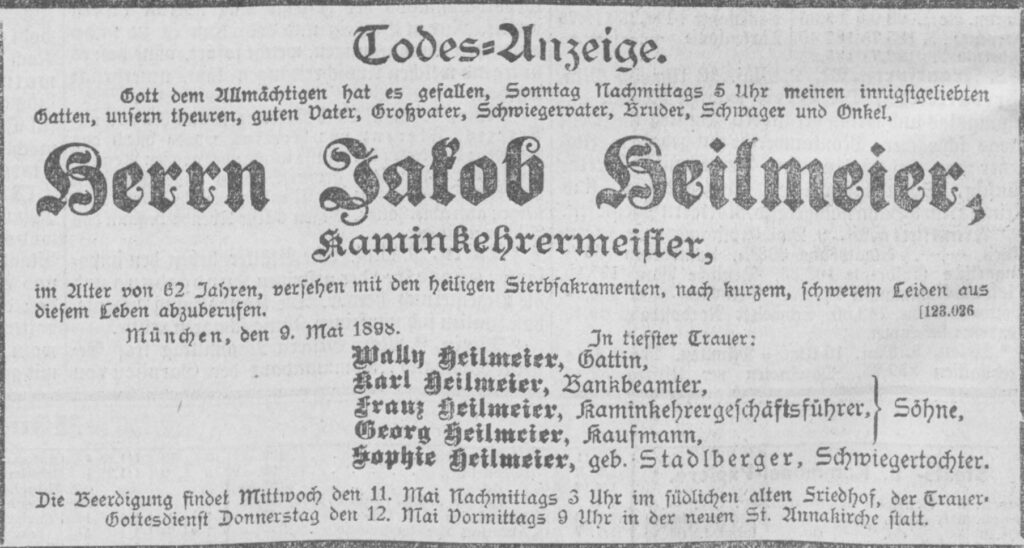 Todes-Anzeige.
Gott dem Allmächtigen hat es gefallen, Sonntag Nachmittags 5 Uhr meinen innigstgeliebten
Gatten, unsern theuren, guten Vater, Großvater, Schwiegervater, Bruder, Schwager und Onkel,
Herrn Jakob Heilmeier,
Kaminkehrermeister,
im Alter von 62 Jahren, versehen mit den heiligen Sterbsakramenten, nach kurzem, schwerem Leiden aus
diesem Leben abzuberufen. [123.026
München, den 9. Mai 1898. In tiefster Trauer:
Wally Heilmeier, Gattin,
Karl Heilmeier, Bankbeamter,
Franz Heilmeier, Kaminkehrergeschäftsführer, } Söhne,
Georg Heilmeier, Kaufmann,
Sophie Heilmeier, geb. Stadlberger, Schwiegertochter.
Die Beerdigung findet Mittwoch den 11. Mai Nachmittags 3 Uhr im südlichen alten Friedhof, der Trauer-
Gottesdienst Donnerstag den 12. Mai Vormittags 9 Uhr in der neuen St. Annakirche statt.